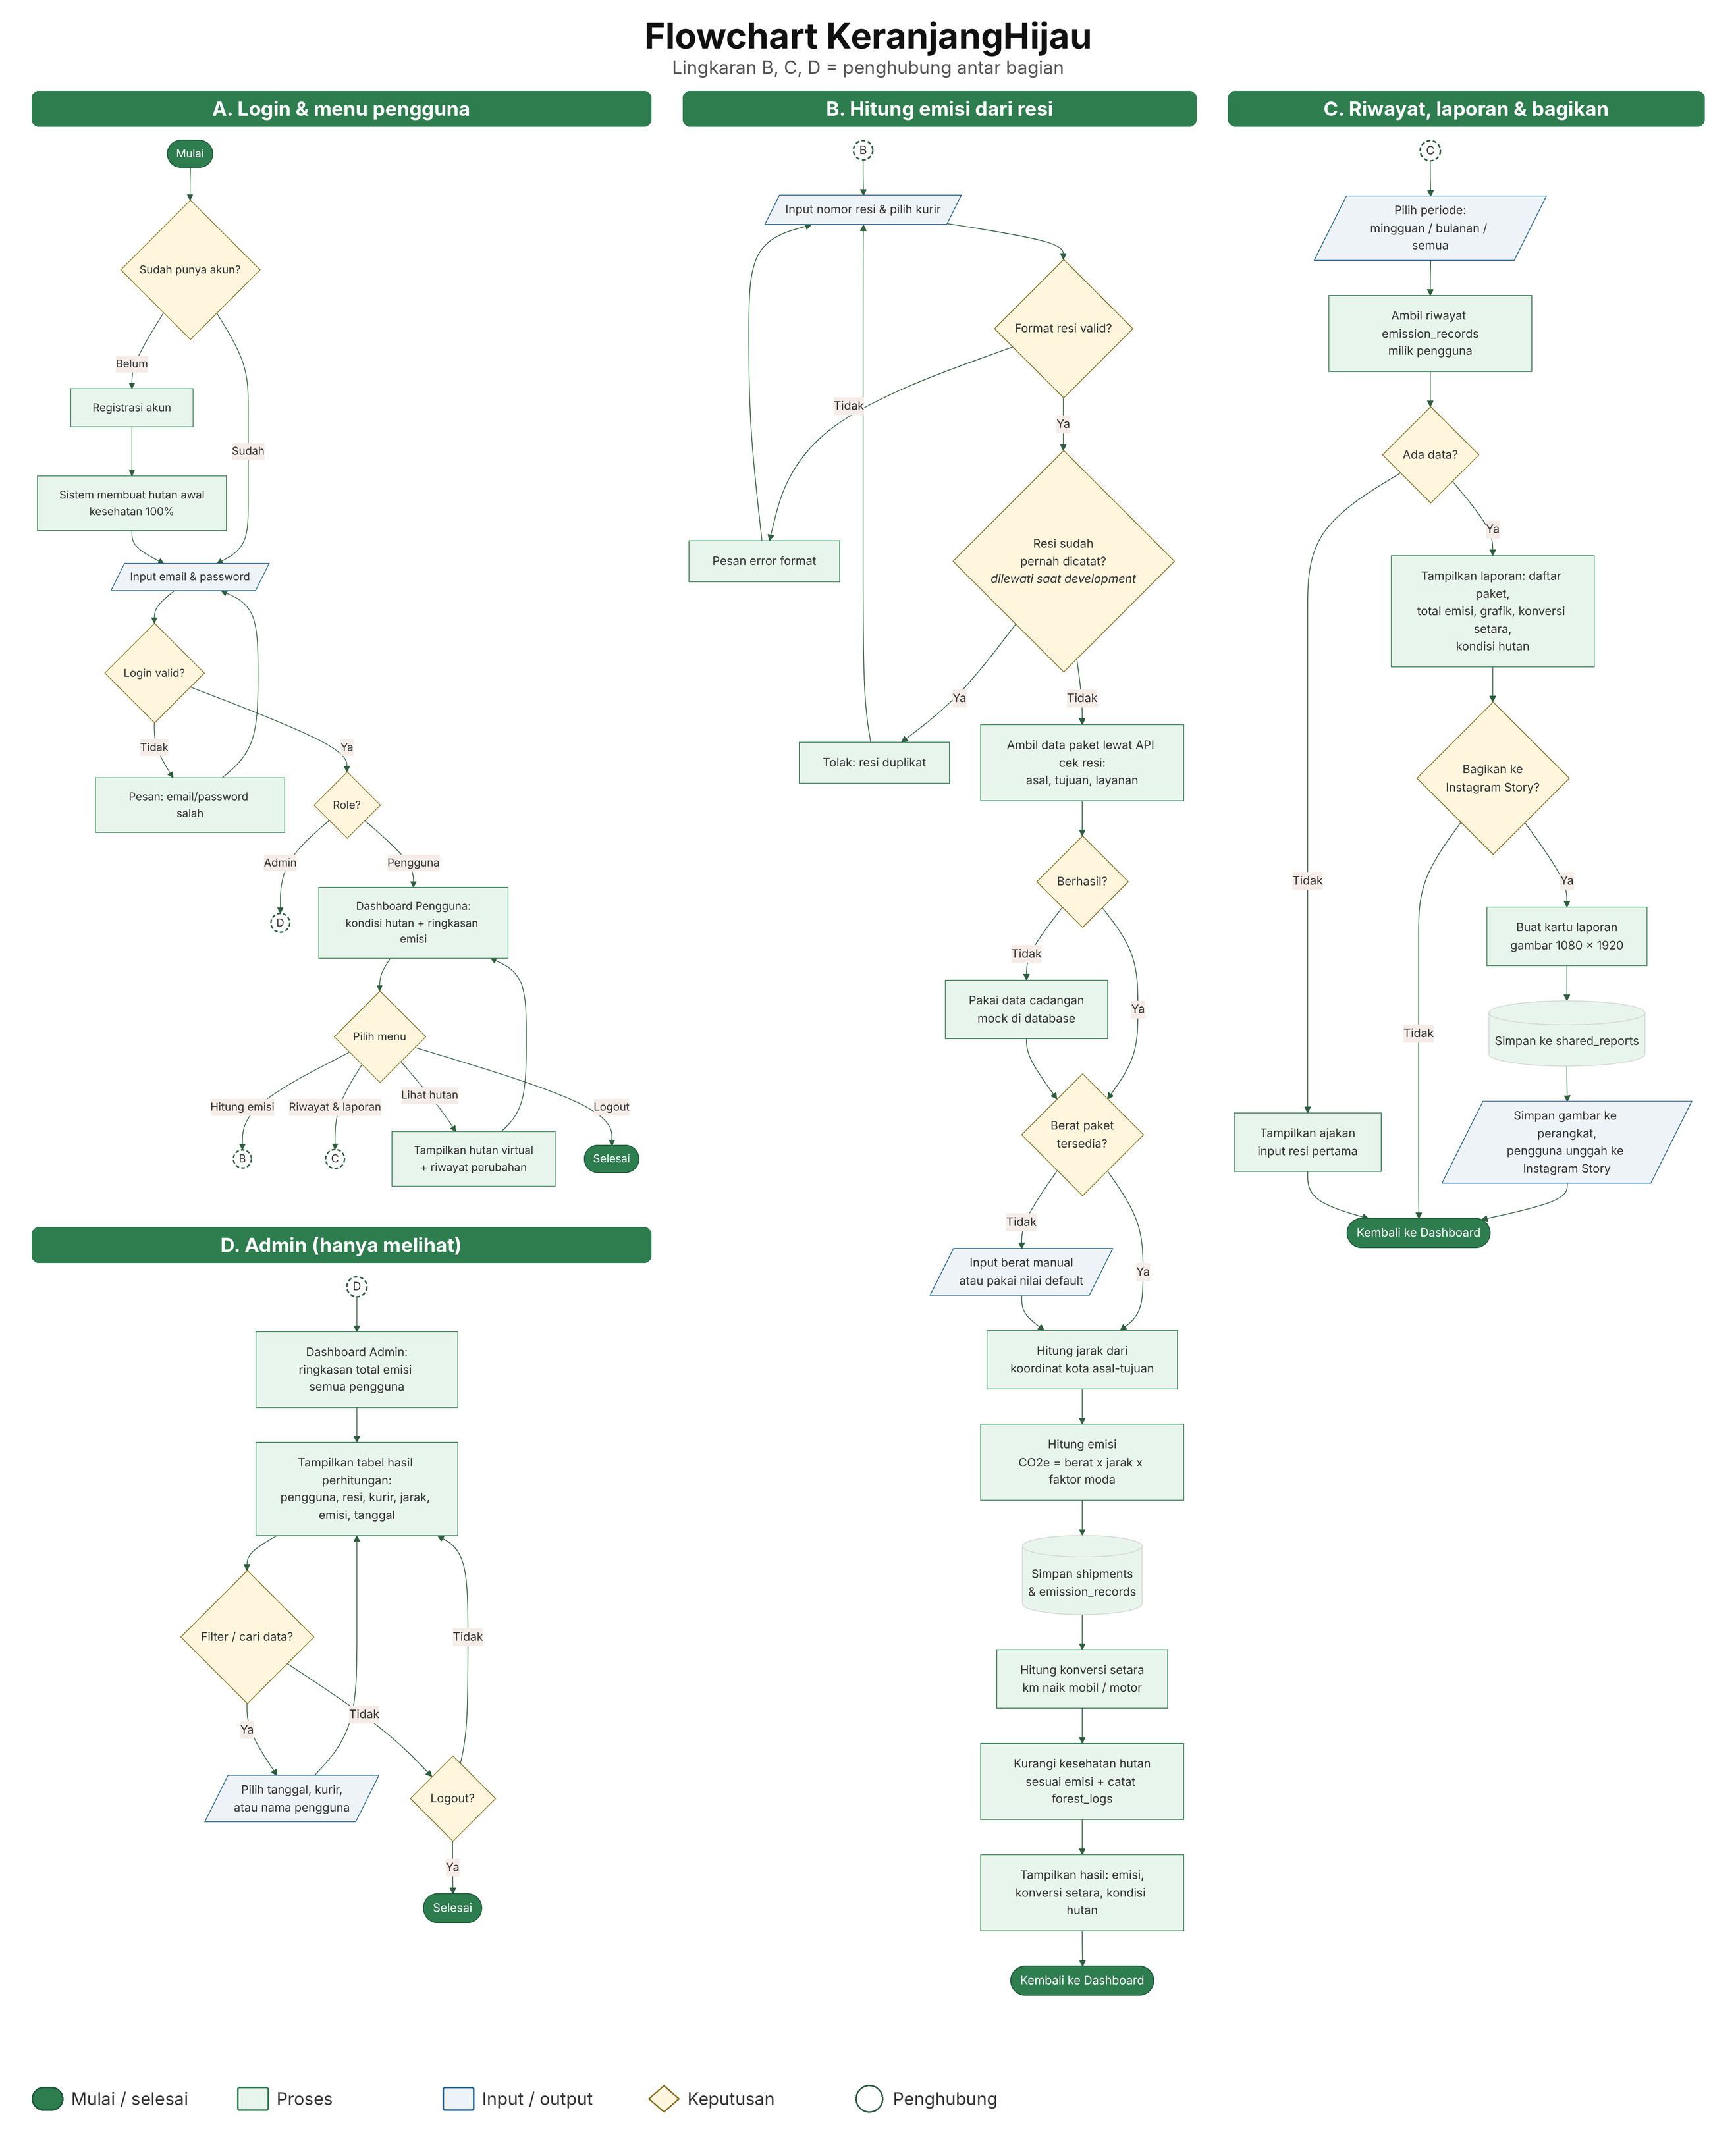 Flowchart KeranjangHijau
Lingkaran B, C, D = penghubung antar bagian
A. Login & menu pengguna
Mulai
Sudah punya akun?
Belum
Sudah
Registrasi akun
Sistem membuat hutan awal
kesehatan 100%
Input email & password
Login valid?
Tidak
Ya
Pesan: email/password
salah
Role?
Admin
Pengguna
D
Dashboard Pengguna:
kondisi hutan + ringkasan
emisi
Pilih menu
Hitung emisi
Riwayat & laporan
Lihat hutan
Logout
B
C
Tampilkan hutan virtual
+ riwayat perubahan
Selesai
B. Hitung emisi dari resi
B
Input nomor resi & pilih kurir
Format resi valid?
Tidak
Ya
Pesan error format
Resi sudah
pernah dicatat?
dilewati saat development
Ya
Tidak
Tolak: resi duplikat
Ambil data paket lewat API
cek resi:
asal, tujuan, layanan
Berhasil?
Tidak
Ya
Pakai data cadangan
mock di database
Berat paket
tersedia?
Tidak
Ya
Input berat manual
atau pakai nilai default
Hitung jarak dari
koordinat kota asal-tujuan
Hitung emisi
CO2e = berat x jarak x
faktor moda
Simpan shipments
& emission_records
Hitung konversi setara
km naik mobil / motor
Kurangi kesehatan hutan
sesuai emisi + catat
forest_logs
Tampilkan hasil: emisi,
konversi setara, kondisi
hutan
Kembali ke Dashboard
C. Riwayat, laporan & bagikan
C
Pilih periode:
mingguan / bulanan /
semua
Ambil riwayat
emission_records
milik pengguna
Ada data?
Ya
Tidak
Tampilkan laporan: daftar
paket,
total emisi, grafik, konversi
setara,
kondisi hutan
Bagikan ke
Instagram Story?
Ya
Tidak
Buat kartu laporan
gambar 1080 × 1920
Simpan ke shared_reports
Simpan gambar ke
perangkat,
pengguna unggah ke
Instagram Story
Tampilkan ajakan
input resi pertama
Kembali ke Dashboard
D. Admin (hanya melihat)
D
Dashboard Admin:
ringkasan total emisi
semua pengguna
Tampilkan tabel hasil
perhitungan:
pengguna, resi, kurir, jarak,
emisi, tanggal
Filter / cari data?
Tidak
Ya
Tidak
Pilih tanggal, kurir,
atau nama pengguna
Logout?
Ya
Selesai
Mulai / selesai
Proses
Input / output
Keputusan
Penghubung